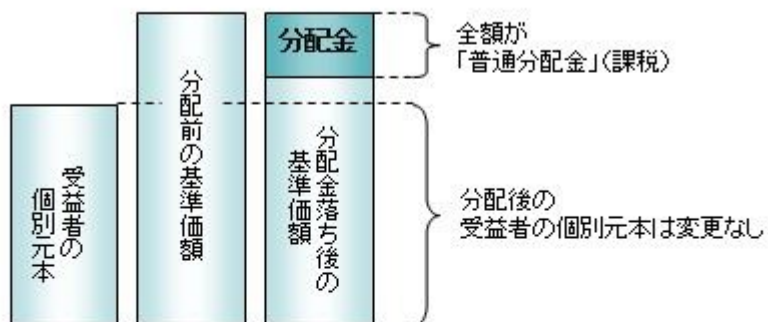 受益者の
個別元本
分配前の基準価額
分配金
分配金落ち後の
基準価額
全額が
「普通分配金」(課税)
分配後の
受益者の個別元本は変更なし